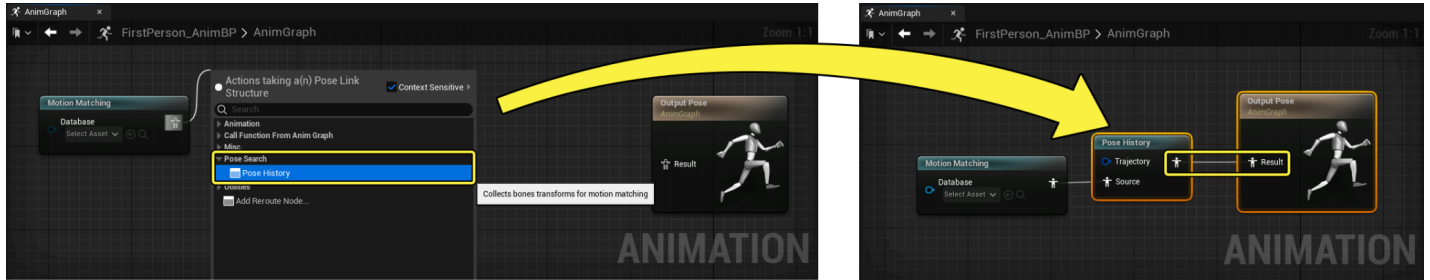 AnimGraph
FirstPerson_AnimBP > AnimGraph
Zoom 1:1
Motion Matching
Database
Select Asset
Actions taking a(n) Pose Link
Structure
Context Sensitive
Search
Animation
Call Function From Anim Graph
Misc
Pose Search
Pose History
Utilities
Add Reroute Node...
Collects bones transforms for motion matching
Output Pose
AnimGraph
Result
ANIMATION
AnimGraph
FirstPerson_AnimBP > AnimGraph
Zoom 1:1
Motion Matching
Database
Select Asset
Pose History
Trajectory
Source
Output Pose
AnimGraph
Result
ANIMATION